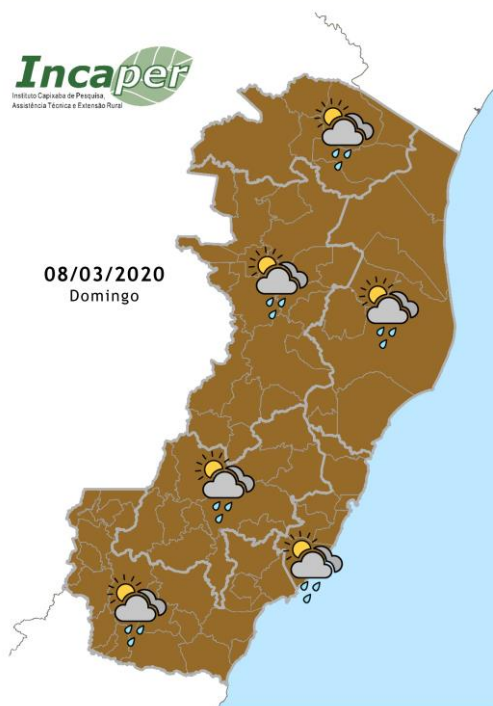 Incaper
Instituto Capixaba de Pesquisa,
Assistência Técnica e Extensão Rural
08/03/2020
Domingo